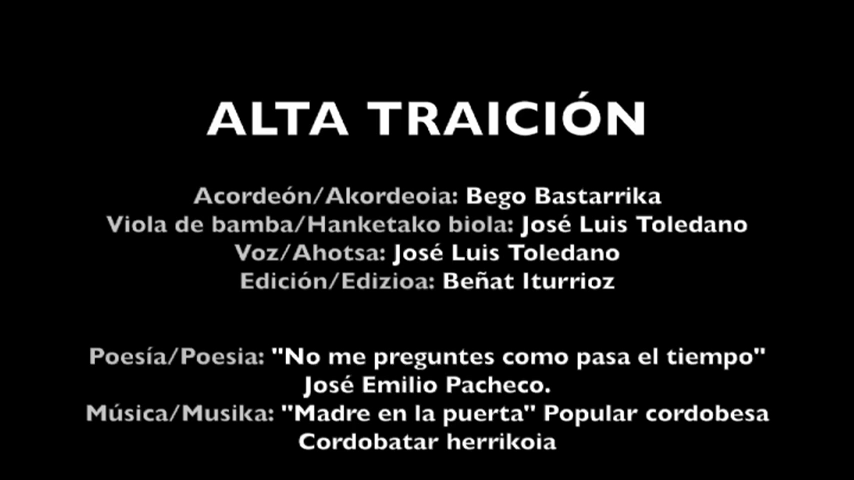 ALTA TRAICIÓN
Acordeón/Akordeoia: Bego Bastarrika
Viola de bamba/Hanketako biola: José Luis Toledano
Voz/Ahotsa: José Luis Toledano
Edición/Edizioa: Beñat Iturrioz
Poesía/Poesia: "No me preguntes como pasa el tiempo"
José Emilio Pacheco.
Música/Musika: "Madre en la puerta" Popular cordobesa
Cordobatar herrikoia